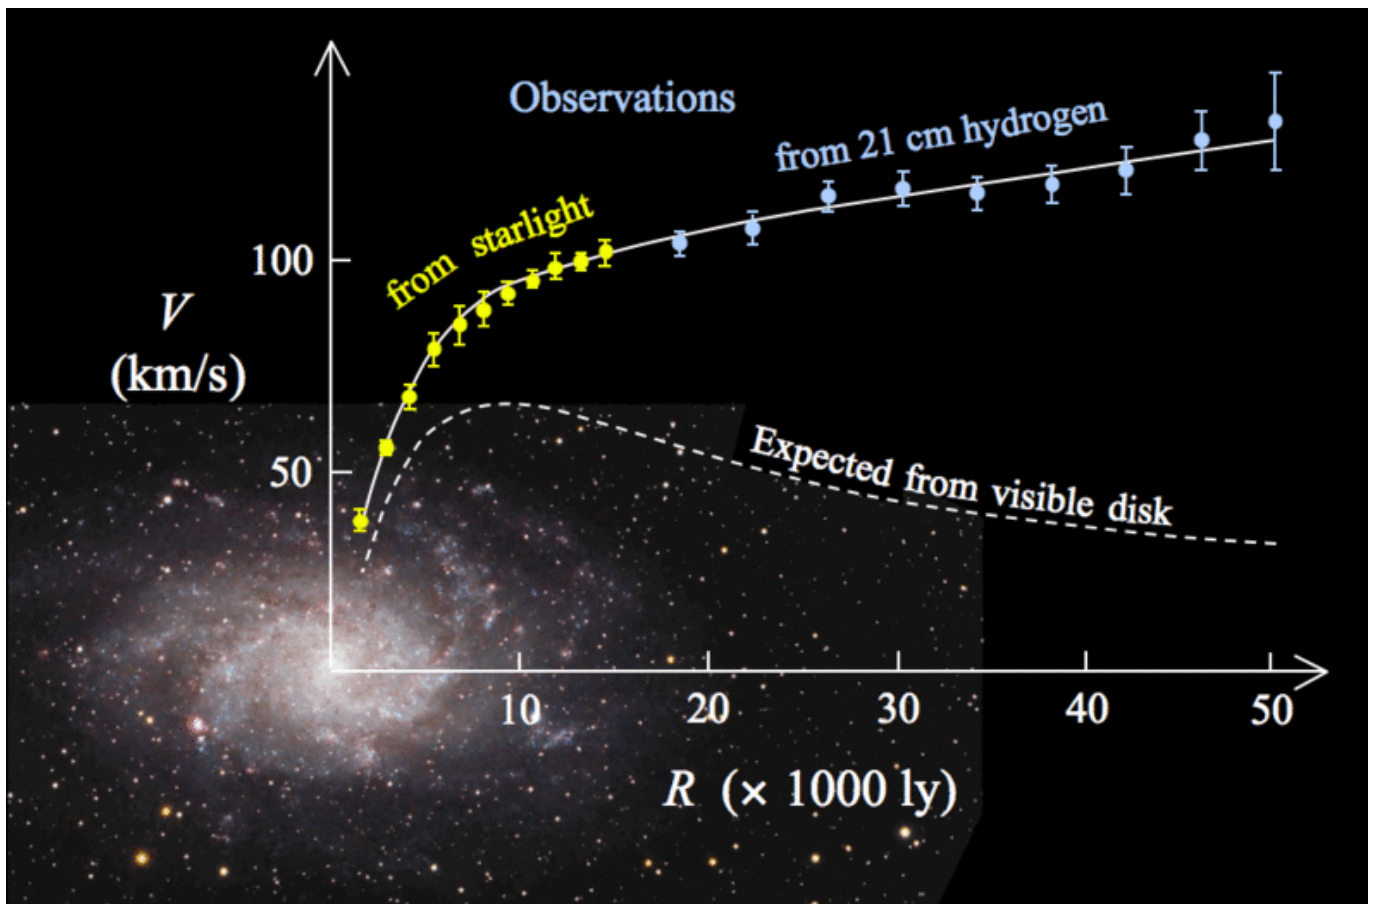 Observations
from 21 cm hydrogen
from starlight
100
V
(km/s)
50
Expected from visible disk
10
20
30
40
50
R (× 1000 ly)